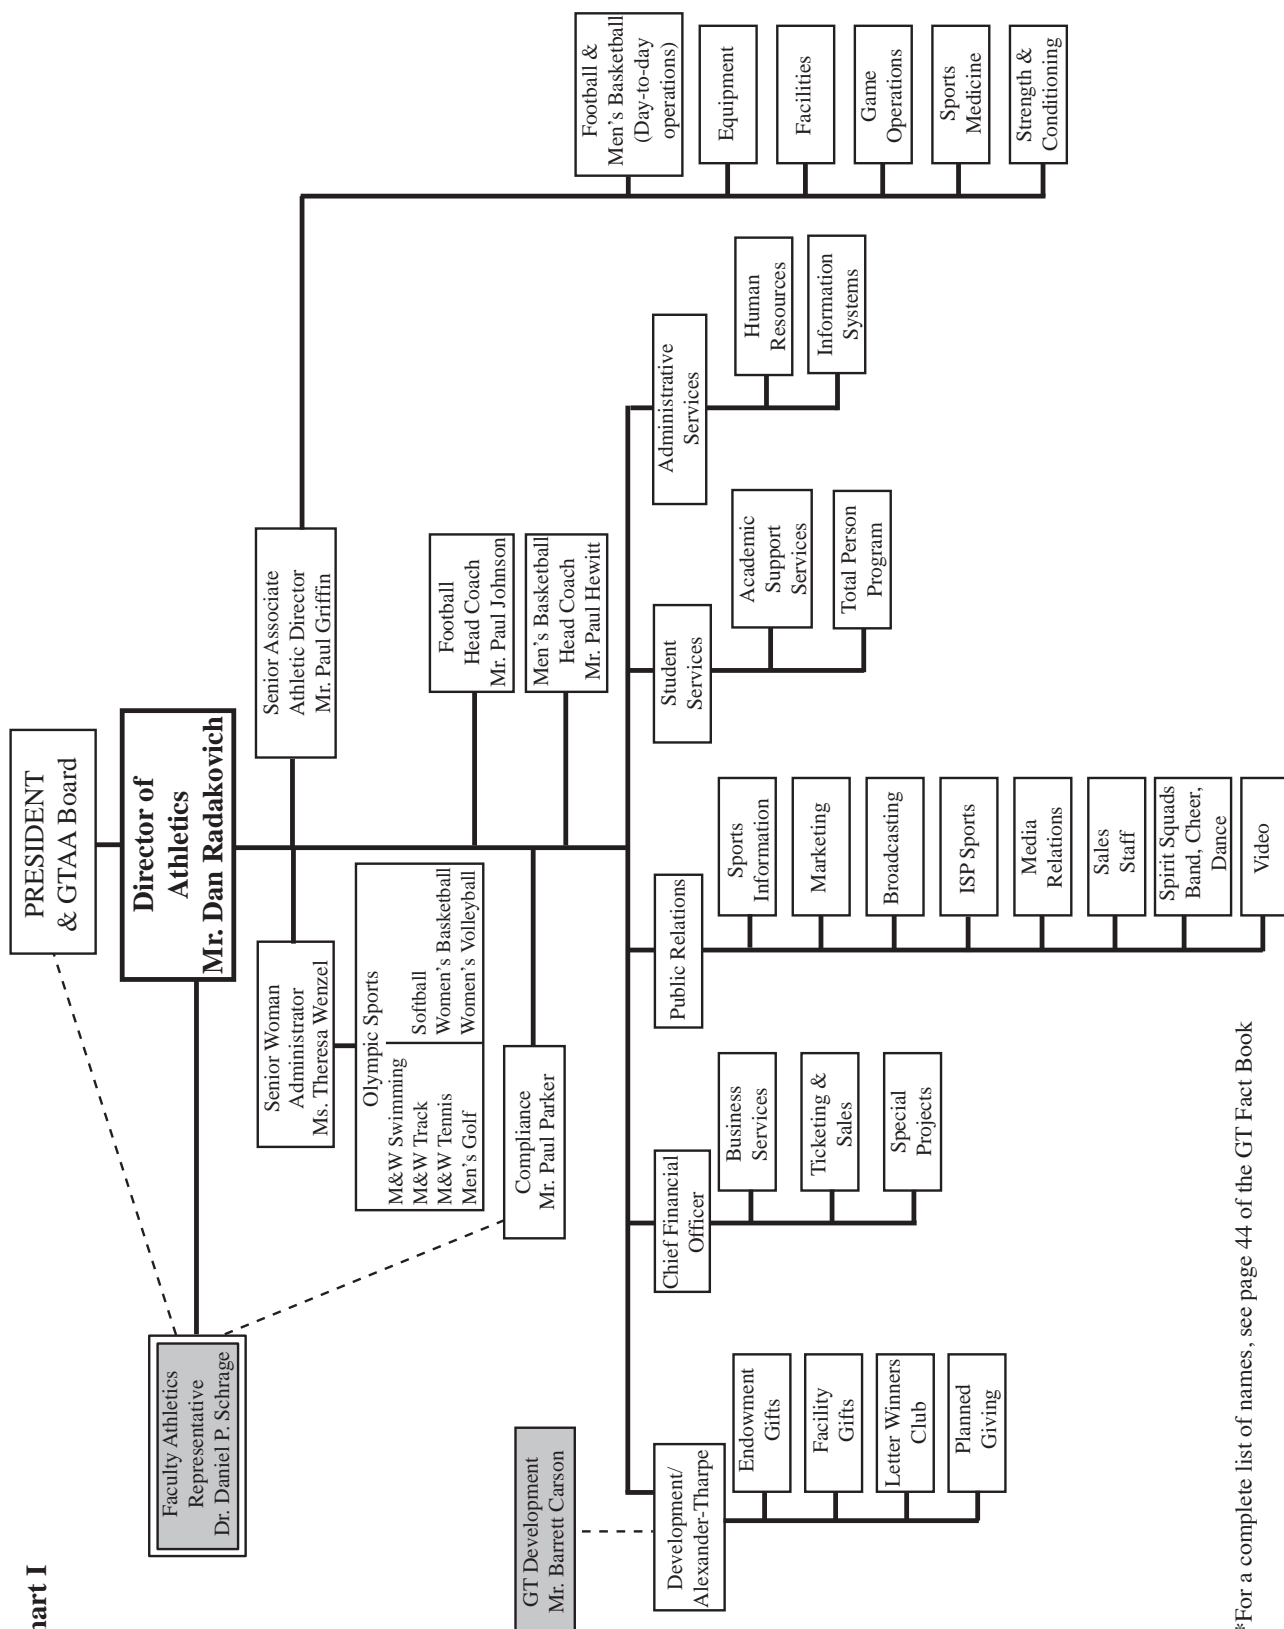 hart I
PRESIDENT
& GTAA Board
Director of
Athletics
Mr. Dan Radakovich
Faculty Athletics
Representative
Dr. Daniel P. Schrage
Senior Woman
Administrator
Ms. Theresa Wenzel
Senior Associate
Athletic Director
Mr. Paul Griffin
Olympic Sports
M&W Swimming
M&W Track
M&W Tennis
Men's Golf
Softball
Women's Basketball
Women's Volleyball
Football
Head Coach
Mr. Paul Johnson
Men's Basketball
Head Coach
Mr. Paul Hewitt
Compliance
Mr. Paul Parker
GT Development
Mr. Barrett Carson
Development/
Alexander-Tharpe
Endowment
Gifts
Facility
Gifts
Letter Winners
Club
Planned
Giving
Chief Financial
Officer
Business
Services
Ticketing &
Sales
Special
Projects
Public Relations
Sports
Information
Marketing
Broadcasting
ISP Sports
Media
Relations
Sales
Staff
Spirit Squads
Band, Cheer,
Dance
Video
Student
Services
Academic
Support
Services
Total Person
Program
Administrative
Services
Human
Resources
Information
Systems
Football &
Men's Basketball
(Day-to-day
operations)
Equipment
Facilities
Game
Operations
Sports
Medicine
Strength &
Conditioning
*For a complete list of names, see page 44 of the GT Fact Book